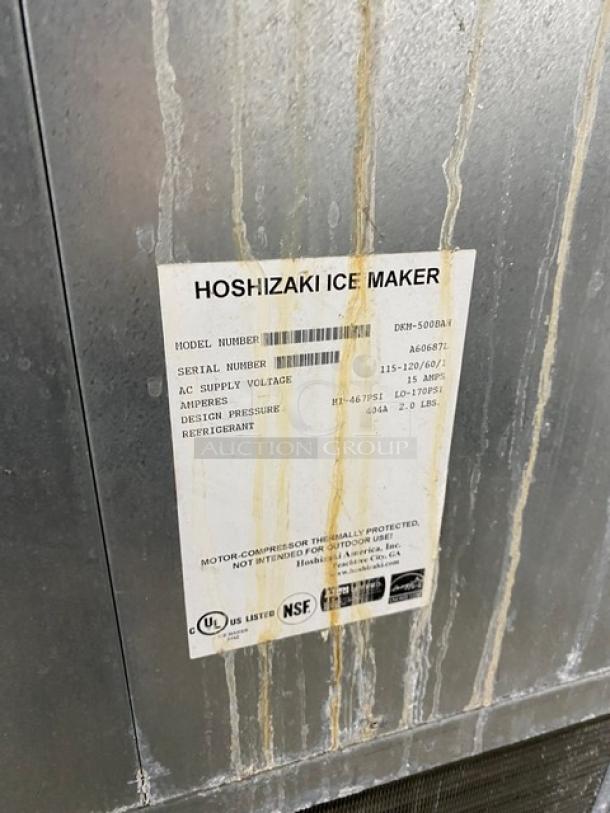 HOSHIZAKI ICE MAKER
MODEL NUMBER DKM-500BAH
SERIAL NUMBER A60687L
AC SUPPLY VOLTAGE 115-120/60/1
AMPERES 15 AMPS
DESIGN PRESSURE HI-467PSI LO-170PSI
REFRIGERANT 404A 2.0 LBS.
AUCTION GROUP
MOTOR-COMPRESSOR THERMALLY PROTECTED,
NOT INTENDED FOR OUTDOOR USE!
Hoshizaki America, Inc.
Peachtree City, GA
www.hoshizaki.com
C UL US LISTED NSF
ICE MAKER